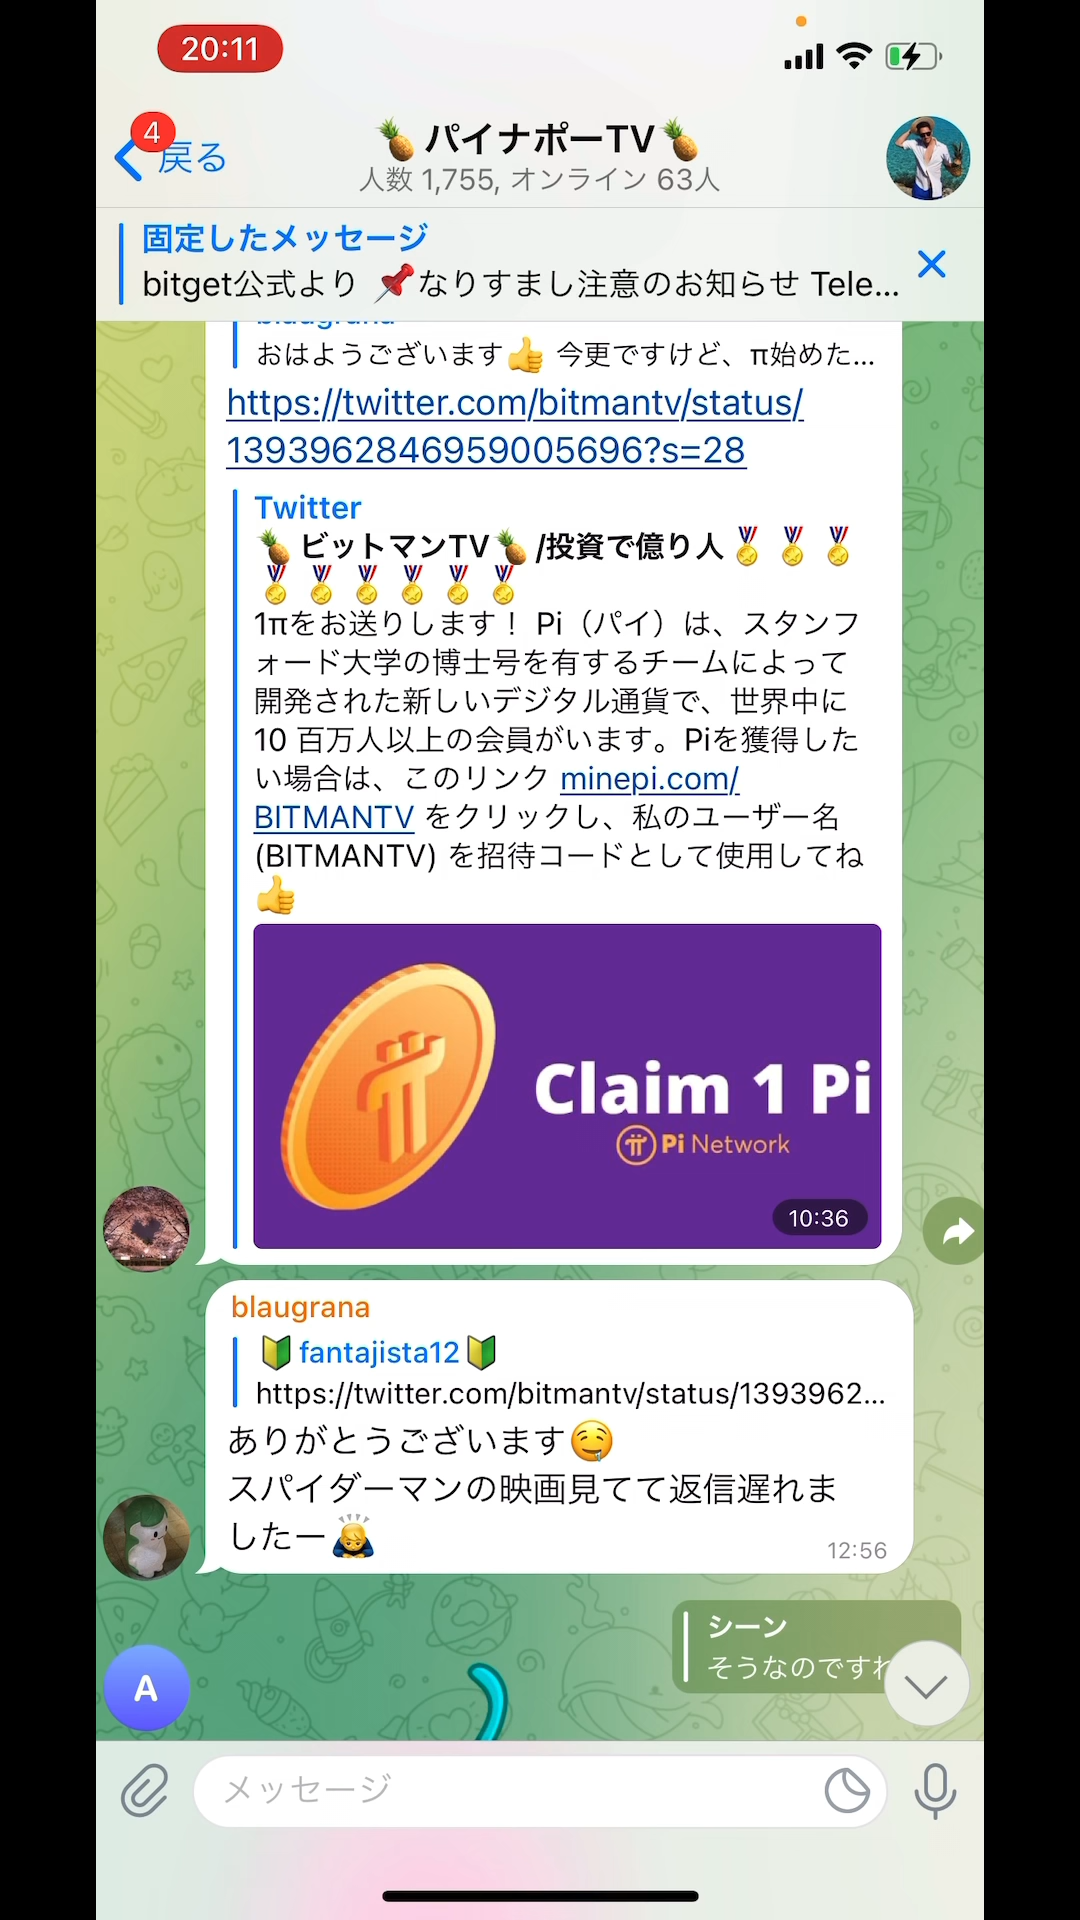 20:11
4
戻る
🍍パイナポーTV🍍
人数 1,755, オンライン 63人
固定したメッセージ
bitget公式より 📌なりすまし注意のお知らせ Tele...
blaugrana
おはようございます👍 今更ですけど、π始めた...
https://twitter.com/bitmantv/status/
1393962846959005696?s=28
Twitter
🍍ビットマンTV🍍/投資で億り人🏅🏅🏅
🏅🏅🏅🏅🏅🏅
1πをお送りします！ Pi（パイ）は、スタンフ
ォード大学の博士号を有するチームによって
開発された新しいデジタル通貨で、世界中に
10 百万人以上の会員がいます。Piを獲得した
い場合は、このリンク minepi.com/
BITMANTV をクリックし、私のユーザー名
(BITMANTV) を招待コードとして使用してね
👍
Claim 1 Pi
Pi Network
10:36
blaugrana
🔰fantajista12🔰
https://twitter.com/bitmantv/status/1393962...
ありがとうございます🤤
スパイダーマンの映画見てて返信遅れま
したー🙇
12:56
シーン
そうなのですね
A
メッセージ